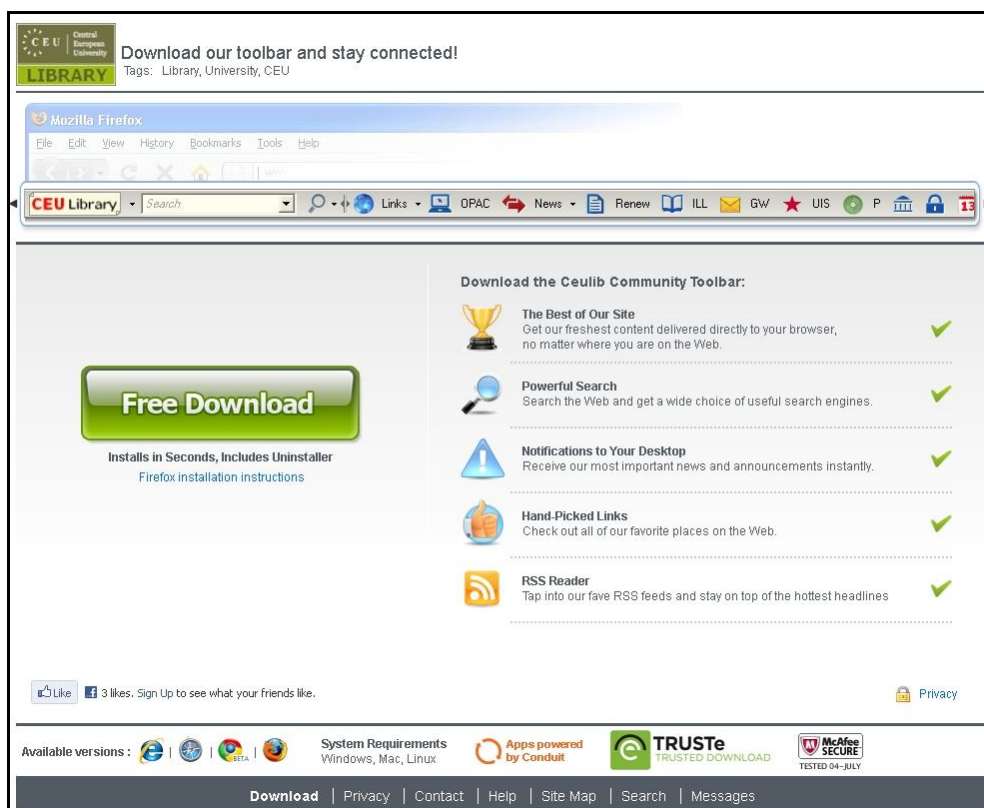 CEU Central
European
University
LIBRARY
Download our toolbar and stay connected!
Tags: Library, University, CEU
Mozilla Firefox
File Edit View History Bookmarks Tools Help
CEU Library Search Links OPAC News Renew ILL GW UIS P 13
Download the Ceulib Community Toolbar:
The Best of Our Site
Get our freshest content delivered directly to your browser,
no matter where you are on the Web.
Powerful Search
Search the Web and get a wide choice of useful search engines.
Free Download
Installs in Seconds, Includes Uninstaller
Firefox installation instructions
Notifications to Your Desktop
Receive our most important news and announcements instantly.
Hand-Picked Links
Check out all of our favorite places on the Web.
RSS Reader
Tap into our fave RSS feeds and stay on top of the hottest headlines
Like 3 likes. Sign Up to see what your friends like.
Privacy
Available versions : | | BETA |
System Requirements
Windows, Mac, Linux
Apps powered
by Conduit
TRUSTe
TRUSTED DOWNLOAD
McAfee
SECURE
TESTED 04-JULY
Download | Privacy | Contact | Help | Site Map | Search | Messages